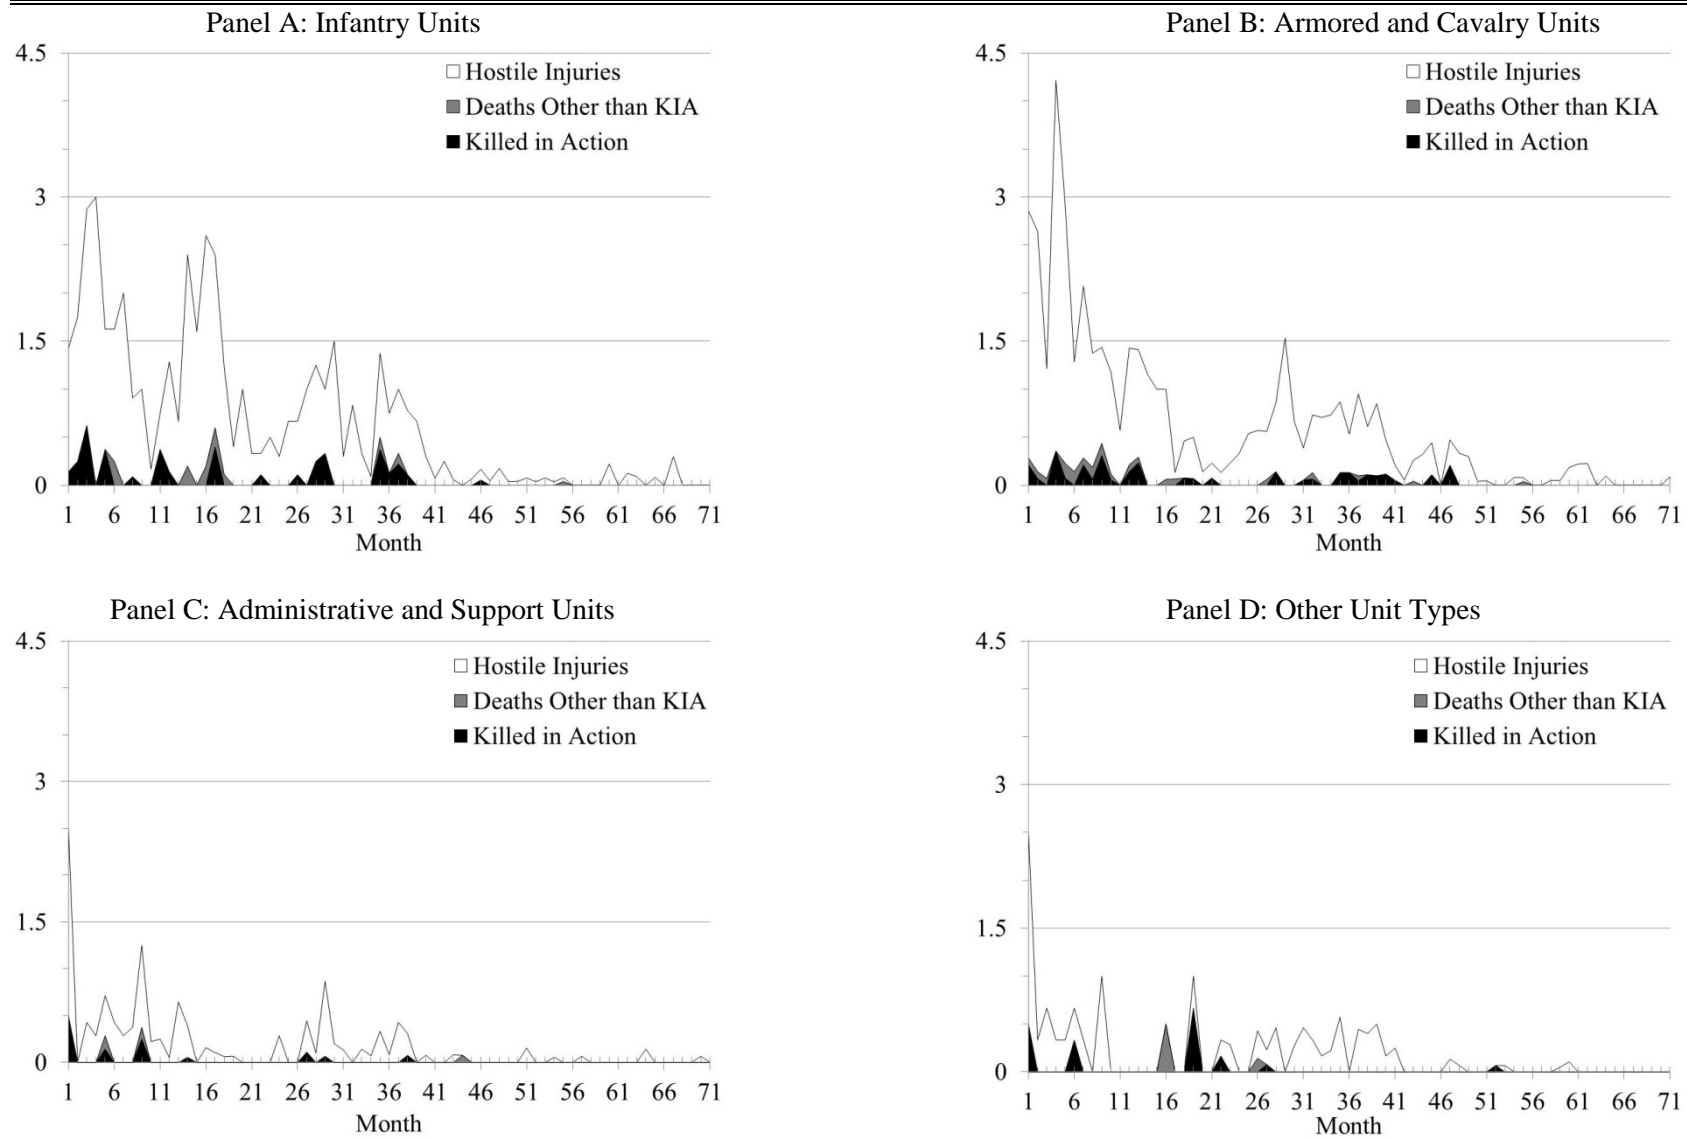 Panel A: Infantry Units
4.5
3
1.5
0
Hostile Injuries
Deaths Other than KIA
Killed in Action
1 6 11 16 21 26 31 36 41 46 51 56 61 66 71
Month
Panel B: Armored and Cavalry Units
4.5
3
1.5
0
Hostile Injuries
Deaths Other than KIA
Killed in Action
1 6 11 16 21 26 31 36 41 46 51 56 61 66 71
Month
Panel C: Administrative and Support Units
4.5
3
1.5
0
Hostile Injuries
Deaths Other than KIA
Killed in Action
1 6 11 16 21 26 31 36 41 46 51 56 61 66 71
Month
Panel D: Other Unit Types
4.5
3
1.5
0
Hostile Injuries
Deaths Other than KIA
Killed in Action
1 6 11 16 21 26 31 36 41 46 51 56 61 66 71
Month